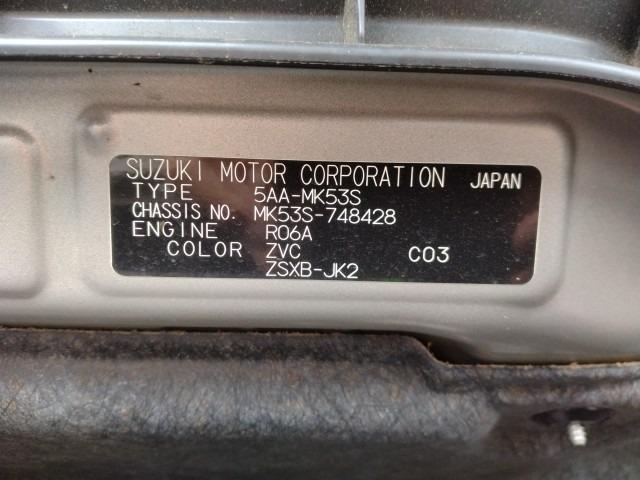 SUZUKI MOTOR CORPORATION JAPAN
TYPE 5AA-MK53S
CHASSIS NO. MK53S-748428
ENGINE R06A
COLOR ZVC C03
ZSXB-JK2